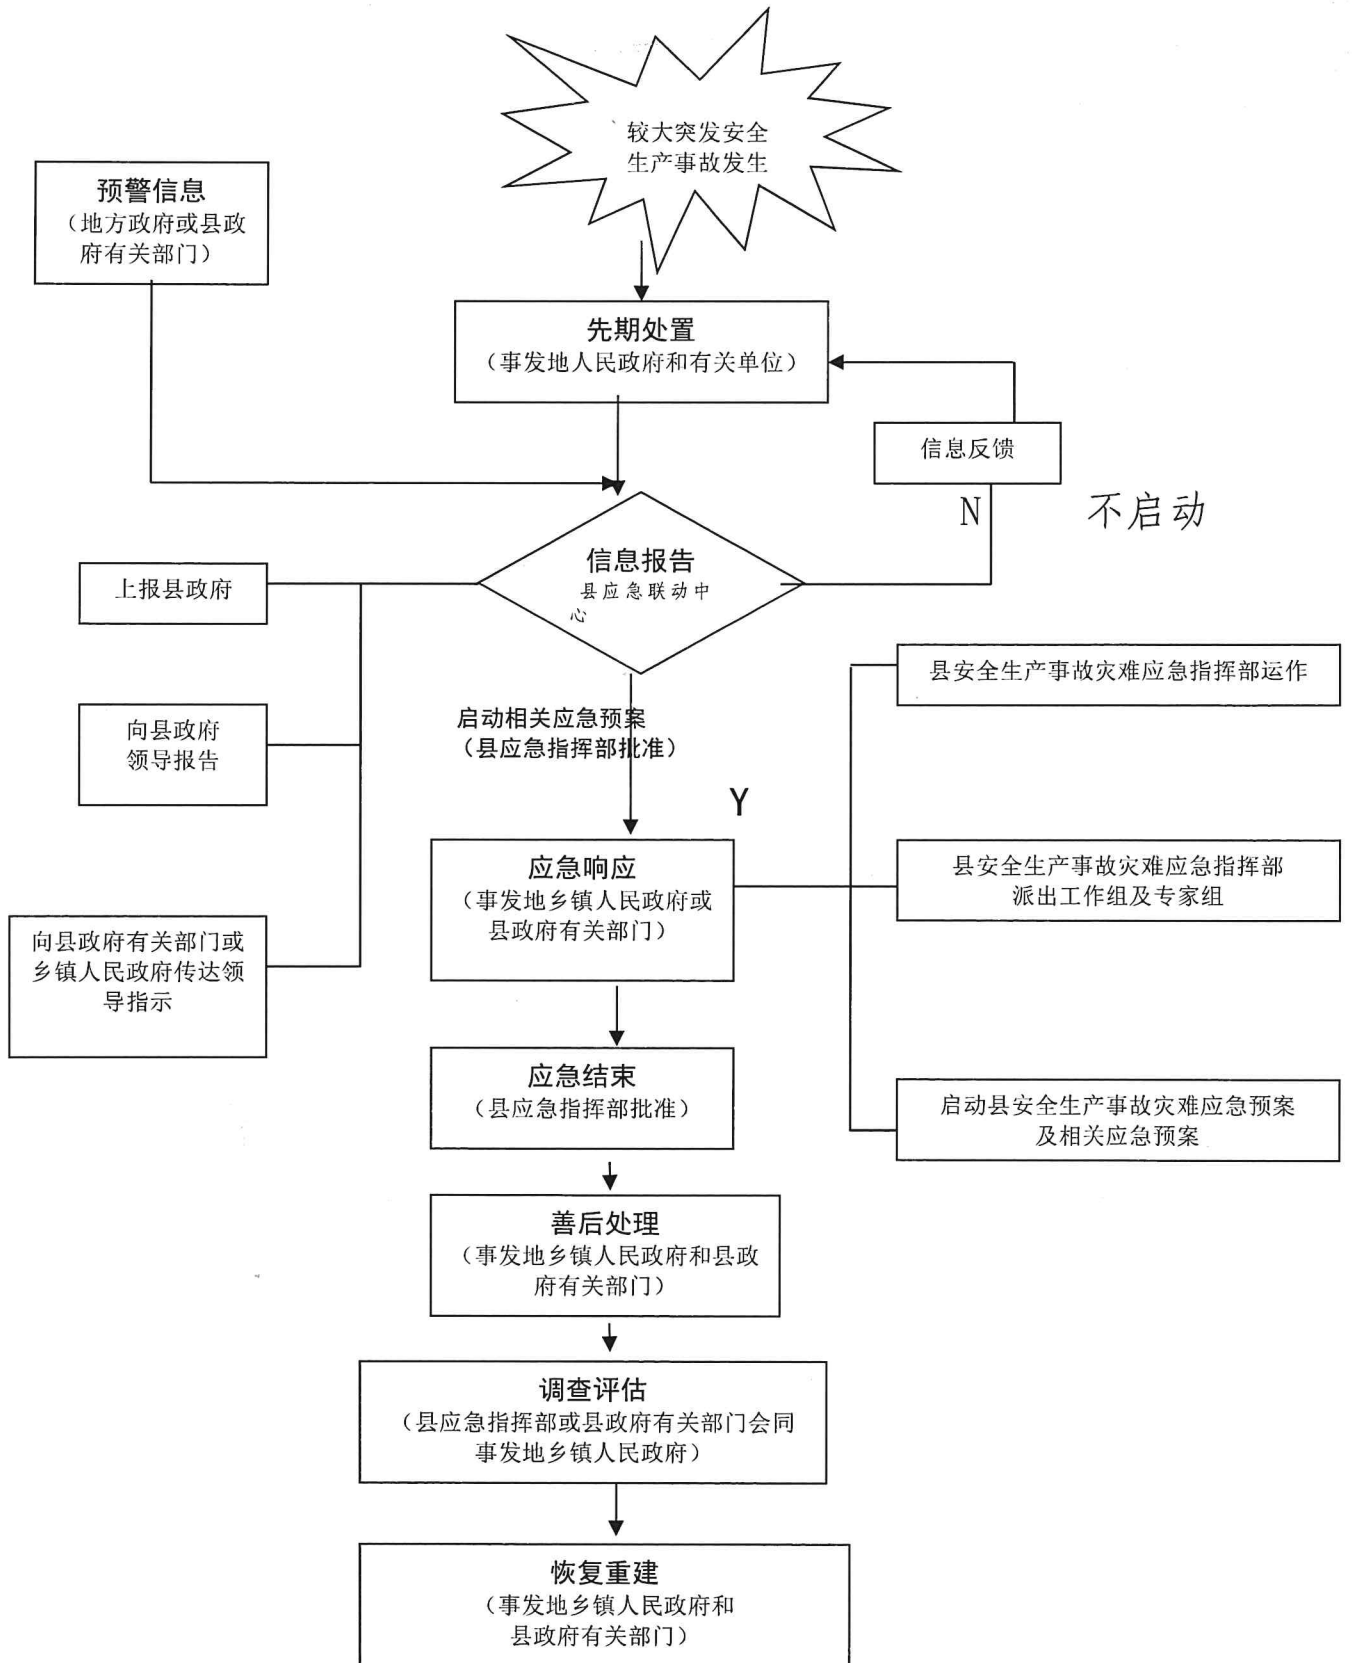 较大突发安全
生产事故发生
预警信息
（地方政府或县政
府有关部门）
先期处置
（事发地人民政府和有关单位）
信息反馈
N
不启动
信息报告
县应急联动中
心
上报县政府
向县政府
领导报告
向县政府有关部门或
乡镇人民政府传达领
导指示
启动相关应急预案
（县应急指挥部批准）
Y
县安全生产事故灾难应急指挥部运作
县安全生产事故灾难应急指挥部
派出工作组及专家组
启动县安全生产事故灾难应急预案
及相关应急预案
应急响应
（事发地乡镇人民政府或
县政府有关部门）
应急结束
（县应急指挥部批准）
善后处理
（事发地乡镇人民政府和县政
府有关部门）
调查评估
（县应急指挥部或县政府有关部门会同
事发地乡镇人民政府）
恢复重建
（事发地乡镇人民政府和
县政府有关部门）